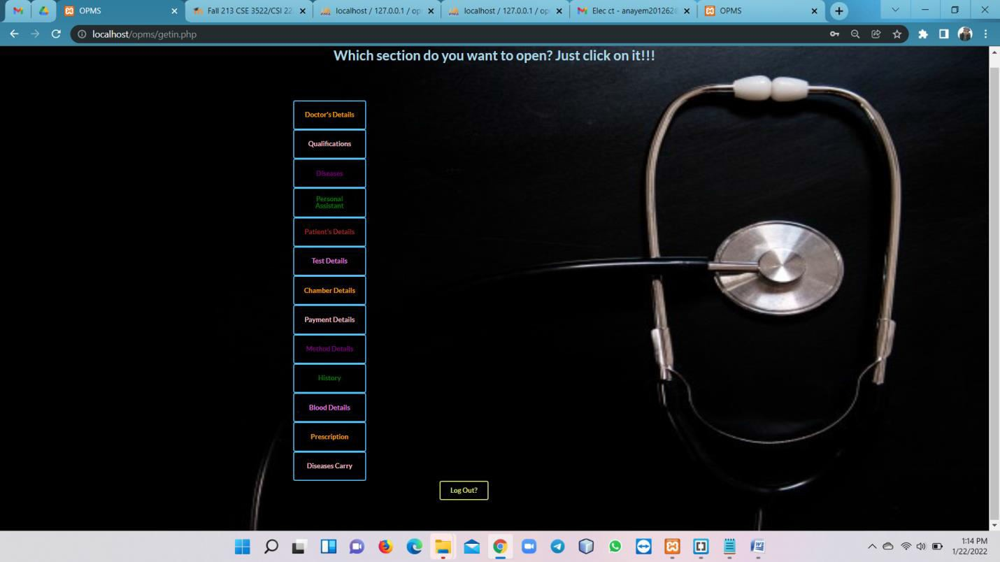 OPMS
Fall 213 CSE 3522/CSI 22
localhost / 127.0.0.1 / op
localhost / 127.0.0.1 / op
Elec ct - anayem201262@
OPMS
localhost/opms/getin.php
Which section do you want to open? Just click on it!!!
Doctor's Details
Qualifications
Diseases
Personal
Assistant
Patient's Details
Test Details
Chamber Details
Payment Details
Method Details
History
Blood Details
Prescription
Diseases Carry
Log Out?
1:14 PM
1/22/2022